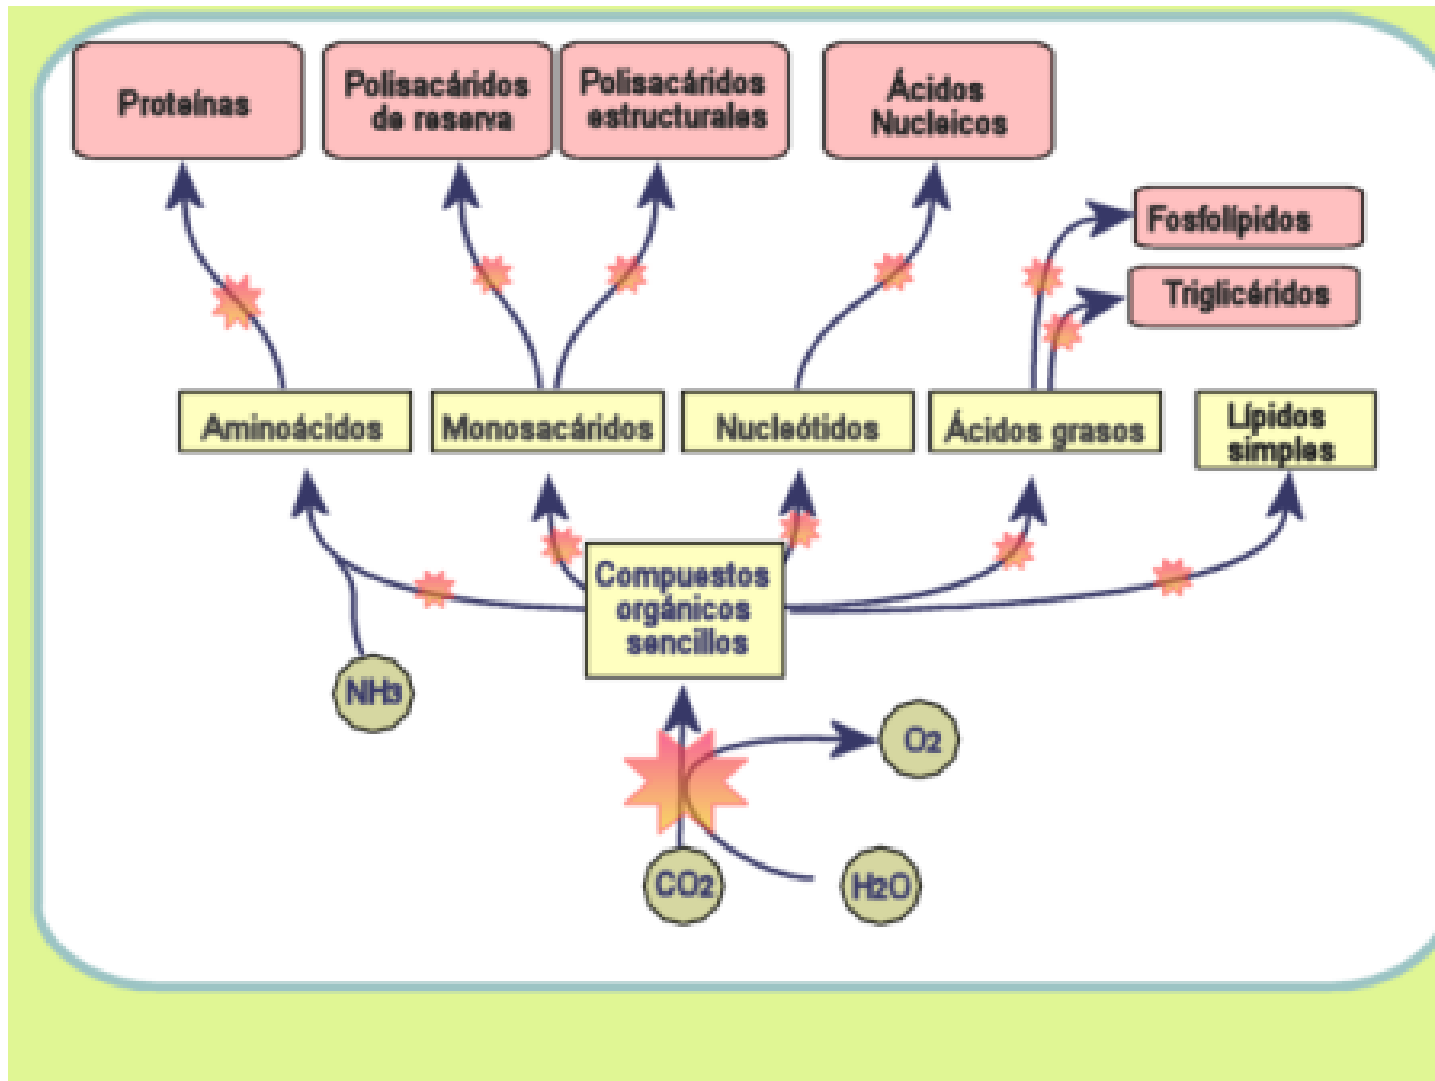 Proteínas
Polisacáridos
de reserva
Polisacáridos
estructurales
Ácidos
Nucleicos
Fosfolípidos
Triglicéridos
Aminoácidos
Monosacáridos
Nucleótidos
Ácidos grasos
Lípidos
simples
Compuestos
orgánicos
sencillos
NH3
O2
CO2
H2O